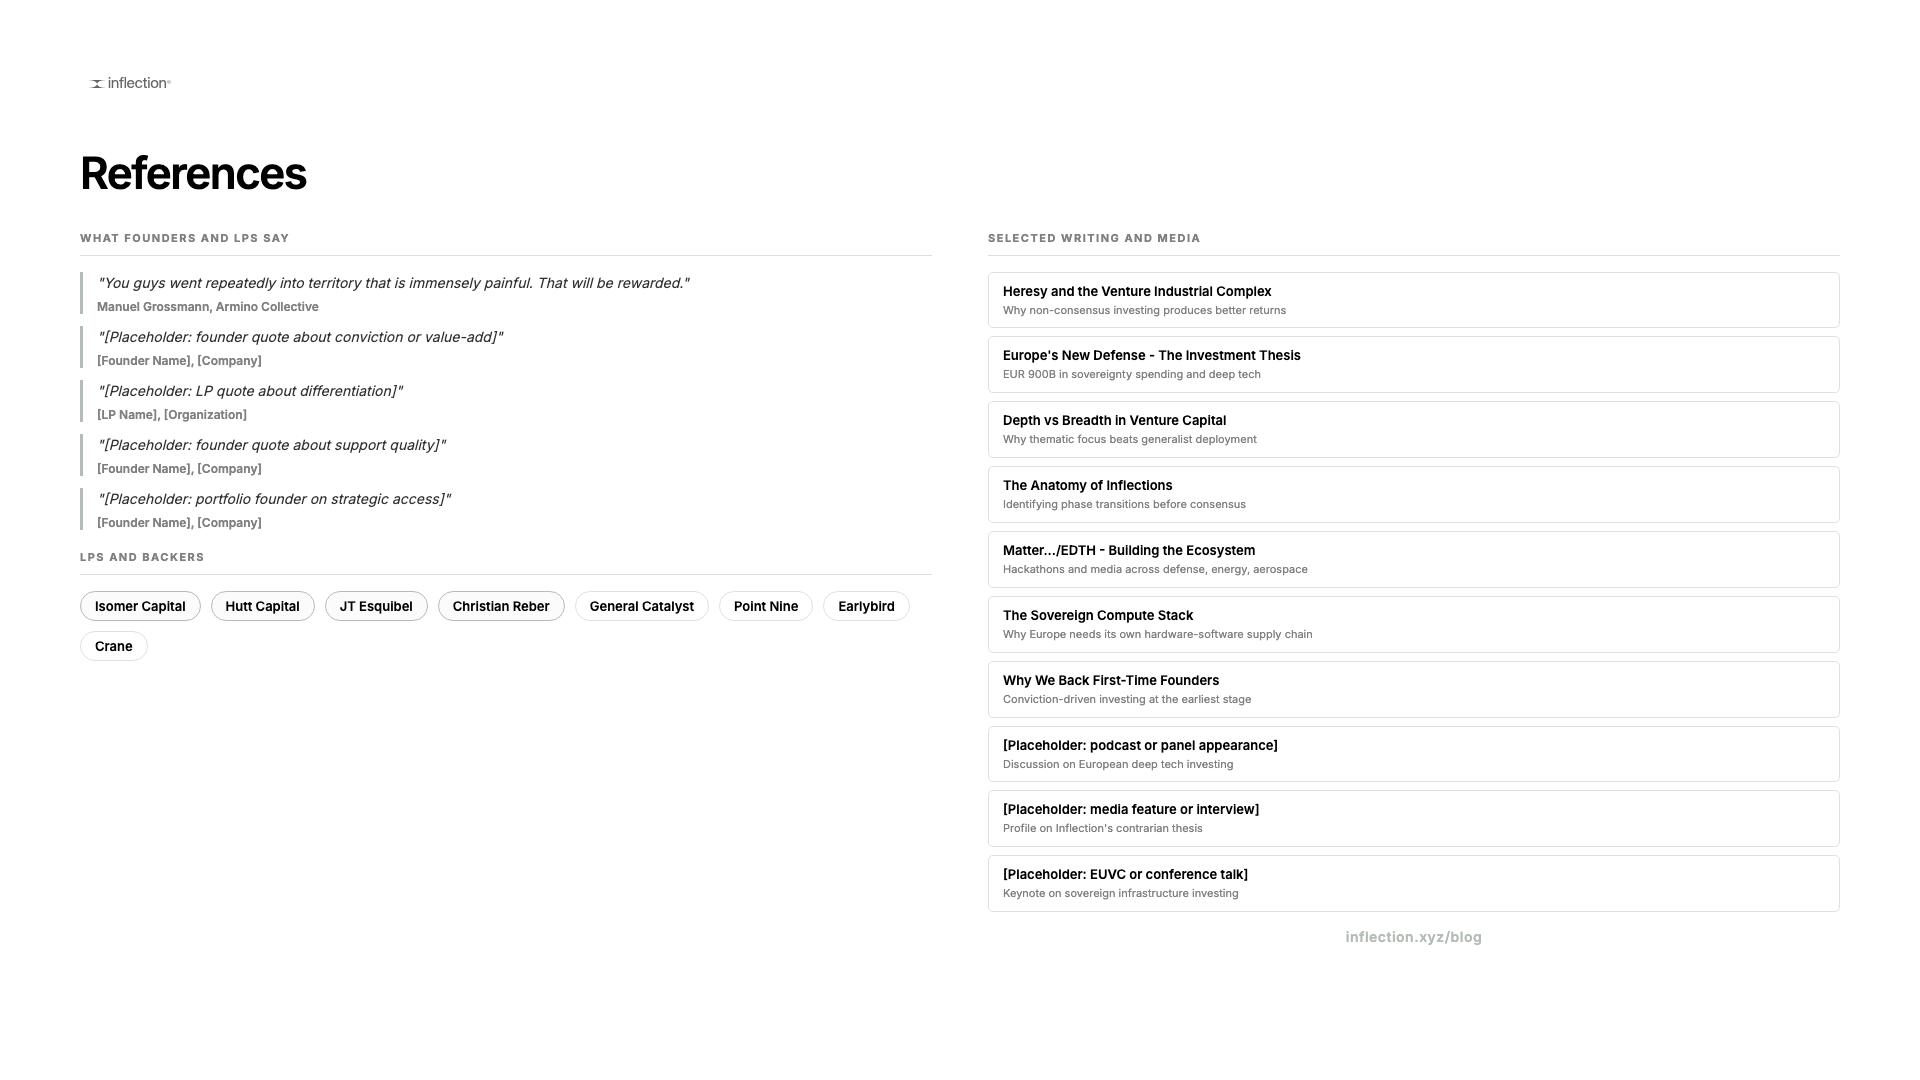 inflection
References
WHAT FOUNDERS AND LPS SAY
"You guys went repeatedly into territory that is immensely painful. That will be rewarded."
Manuel Grossmann, Armino Collective
"[Placeholder: founder quote about conviction or value-add]"
[Founder Name], [Company]
"[Placeholder: LP quote about differentiation]"
[LP Name], [Organization]
"[Placeholder: founder quote about support quality]"
[Founder Name], [Company]
"[Placeholder: portfolio founder on strategic access]"
[Founder Name], [Company]
LPS AND BACKERS
Isomer Capital Hutt Capital JT Esquibel Christian Reber General Catalyst Point Nine Earlybird
Crane
SELECTED WRITING AND MEDIA
Heresy and the Venture Industrial Complex
Why non-consensus investing produces better returns
Europe's New Defense - The Investment Thesis
EUR 900B in sovereignty spending and deep tech
Depth vs Breadth in Venture Capital
Why thematic focus beats generalist deployment
The Anatomy of Inflections
Identifying phase transitions before consensus
Matter.../EDTH - Building the Ecosystem
Hackathons and media across defense, energy, aerospace
The Sovereign Compute Stack
Why Europe needs its own hardware-software supply chain
Why We Back First-Time Founders
Conviction-driven investing at the earliest stage
[Placeholder: podcast or panel appearance]
Discussion on European deep tech investing
[Placeholder: media feature or interview]
Profile on Inflection's contrarian thesis
[Placeholder: EUVC or conference talk]
Keynote on sovereign infrastructure investing
inflection.xyz/blog